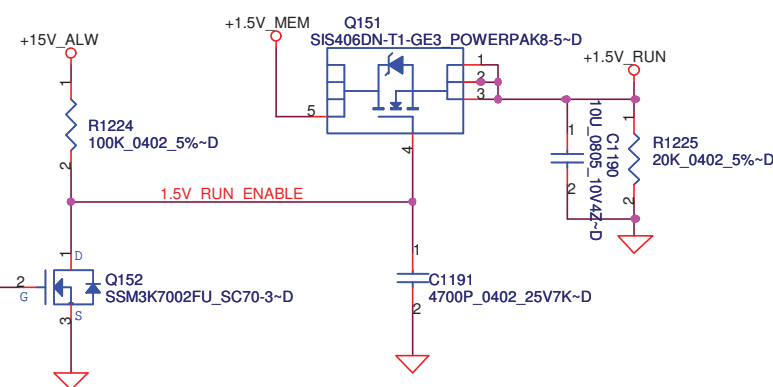 +15V_ALW
+1.5V_MEM
Q151
SIS406DN-T1-GE3_POWERPAK8-5~D
+1.5V_RUN
1
2
3
5
4
1
R1224
100K_0402_5%~D
2
1
C1190
10U_0805_10V4Z~D
2
1
R1225
20K_0402_5%~D
2
1.5V_RUN_ENABLE
1
D
2
G
Q152
SSM3K7002FU_SC70-3~D
S
3
1
C1191
4700P_0402_25V7K~D
2